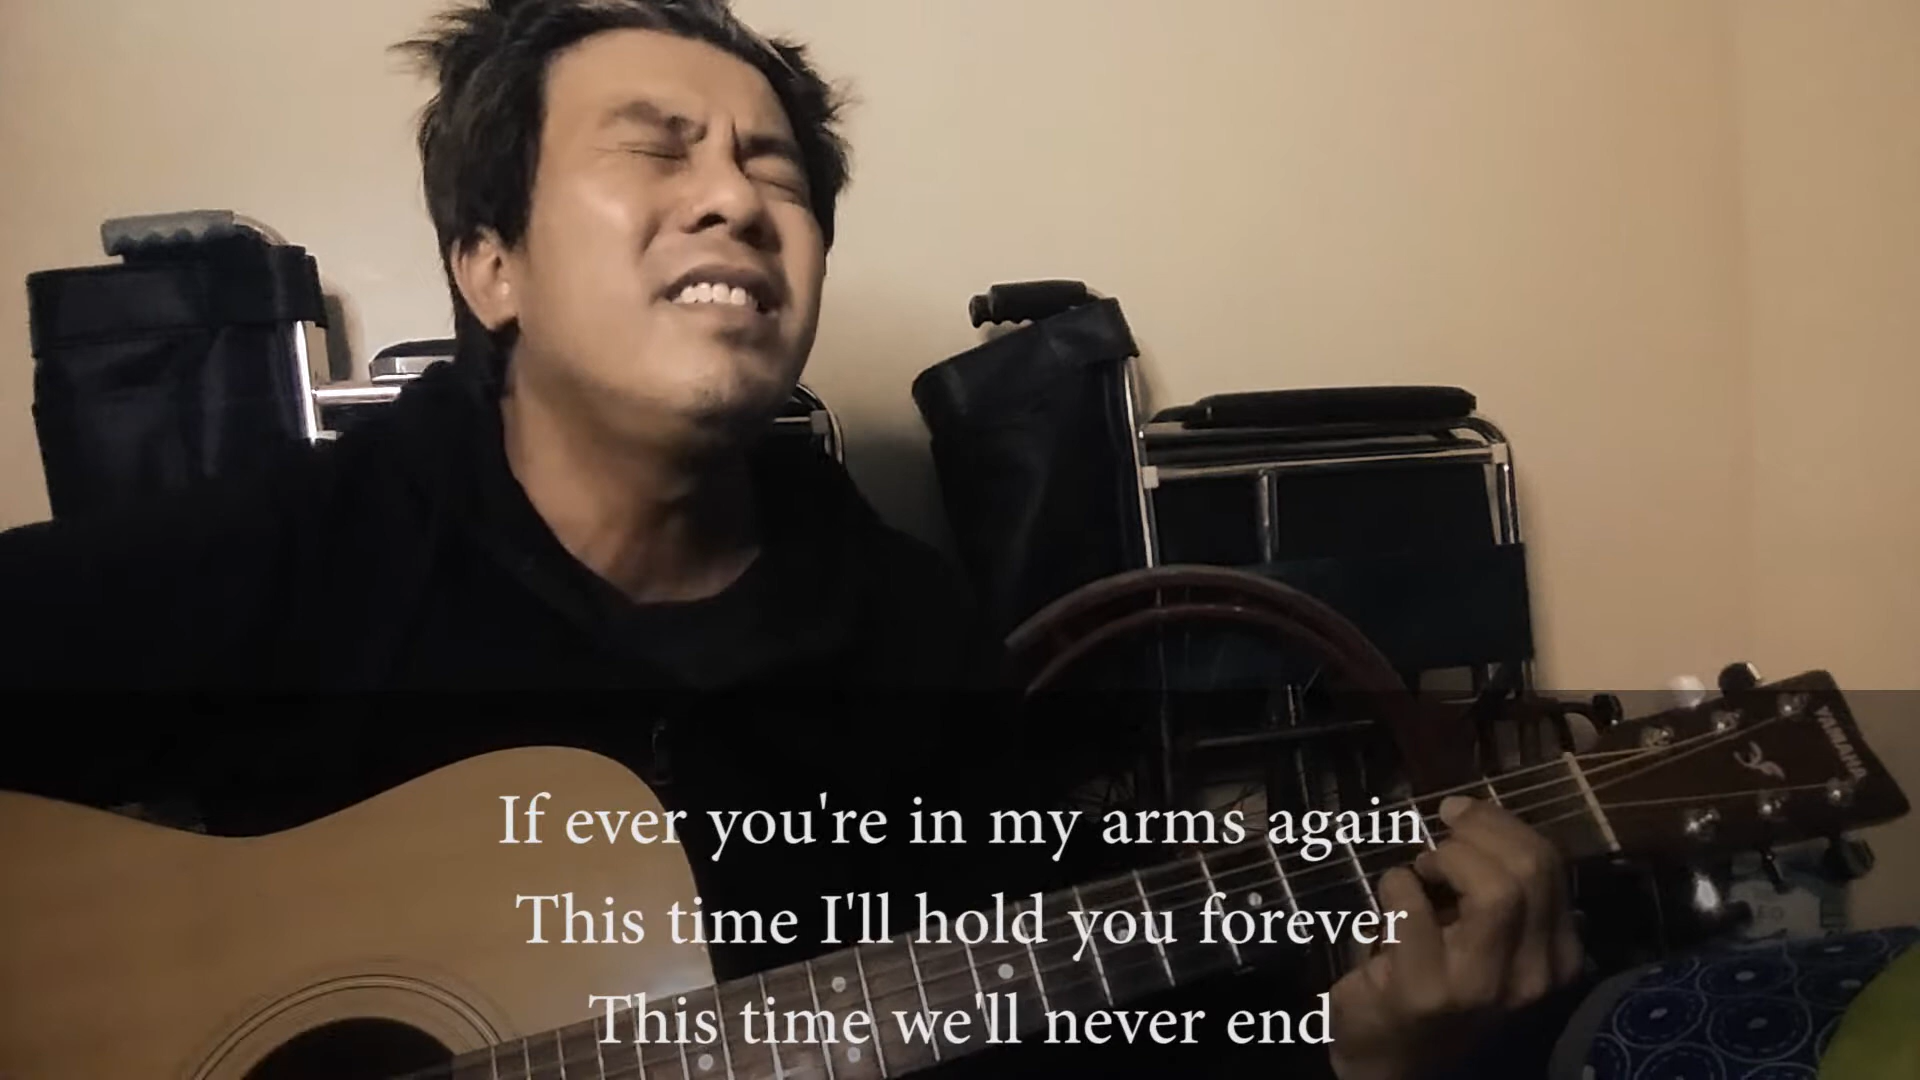 YAMAHA
If ever you're in my arms again
This time I'll hold you forever
This time we'll never end